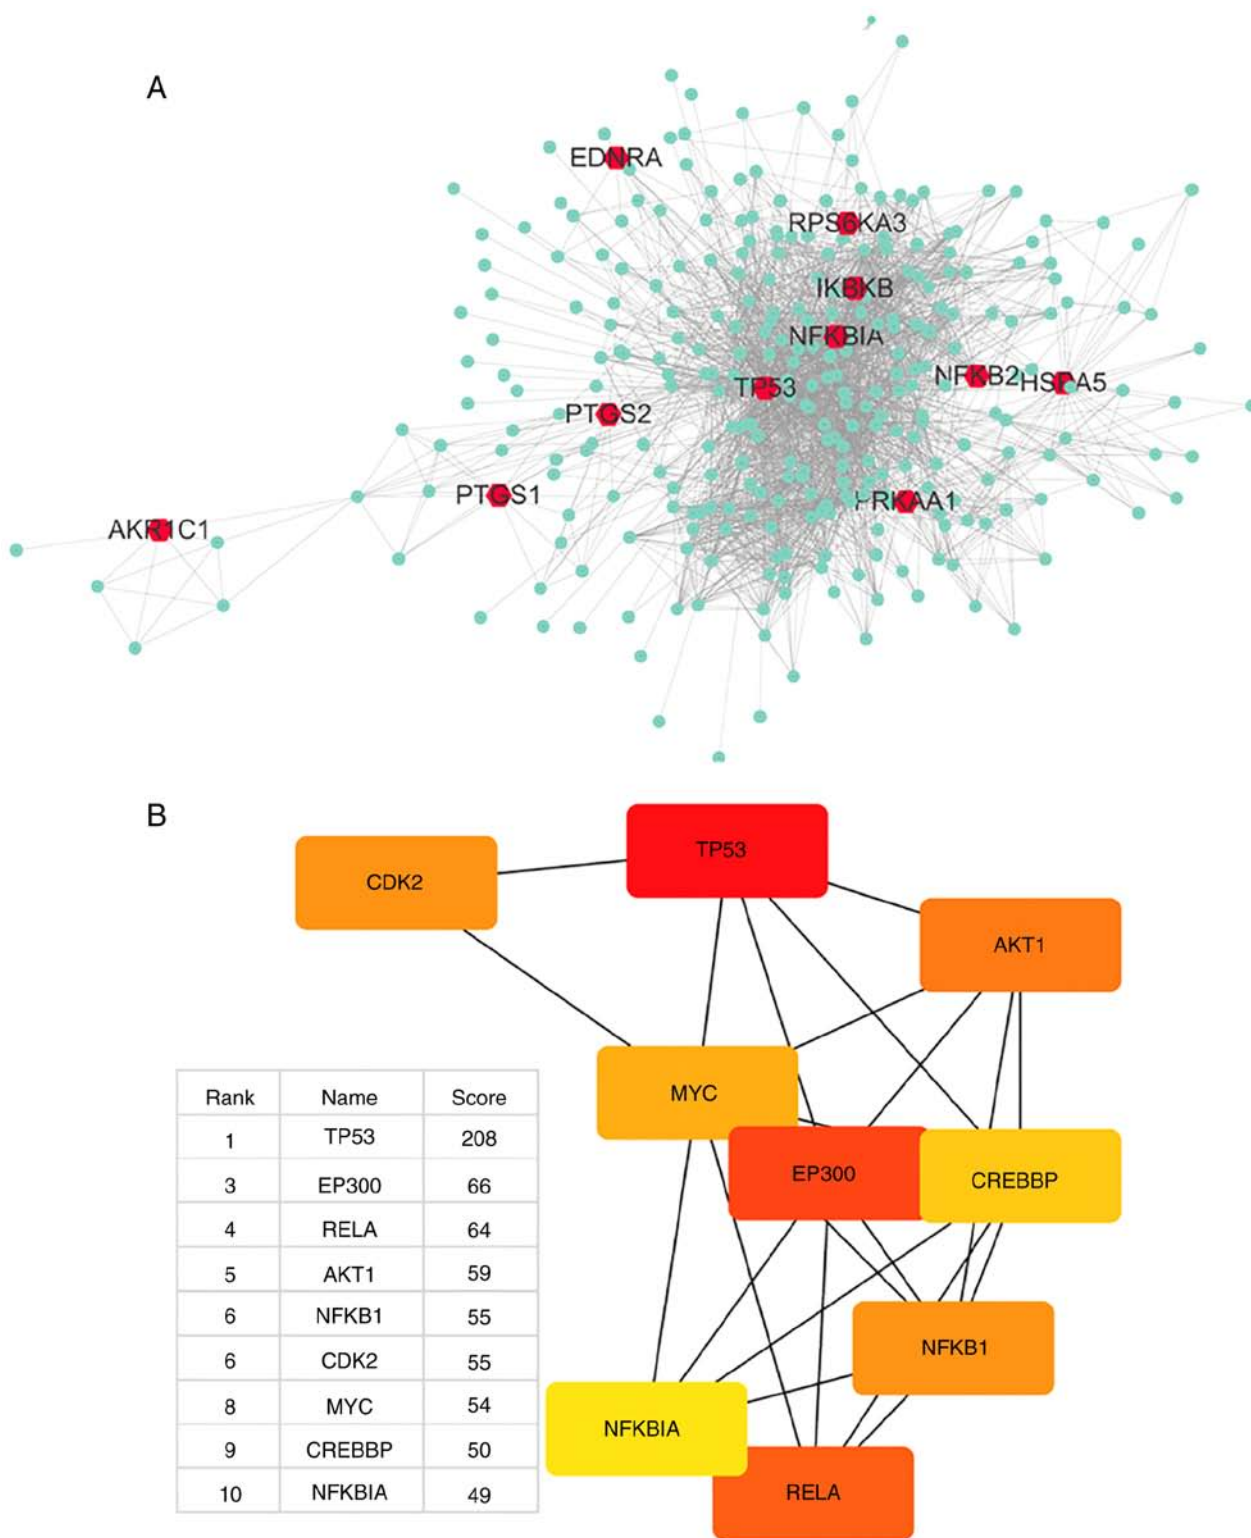 A
EDNRA
RPS6KA3
IKBKB
NFKBIA
TP53
NFKB2
HSPA5
PTGS2
PTGS1
PRKAA1
AKR1C1
B
TP53
CDK2
AKT1
MYC
EP300
CREBBP
NFKB1
NFKBIA
RELA
Rank Name Score
1 TP53 208
3 EP300 66
4 RELA 64
5 AKT1 59
6 NFKB1 55
6 CDK2 55
8 MYC 54
9 CREBBP 50
10 NFKBIA 49